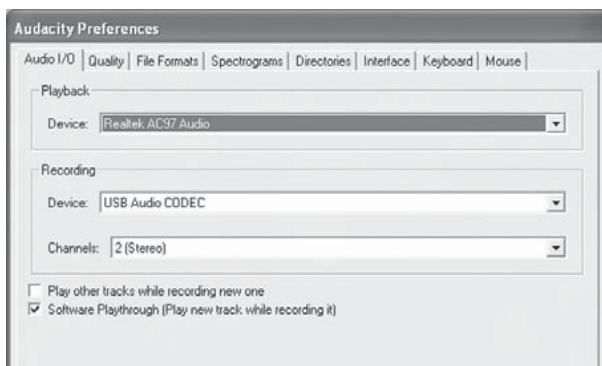 Audacity Preferences
Audio I/O Quality File Formats Spectrograms Directories Interface Keyboard Mouse
Playback
Device: Realtek AC97 Audio
Recording
Device: USB Audio CODEC
Channels: 2 (Stereo)
Play other tracks while recording new one
Software Playthrough (Play new track while recording it)